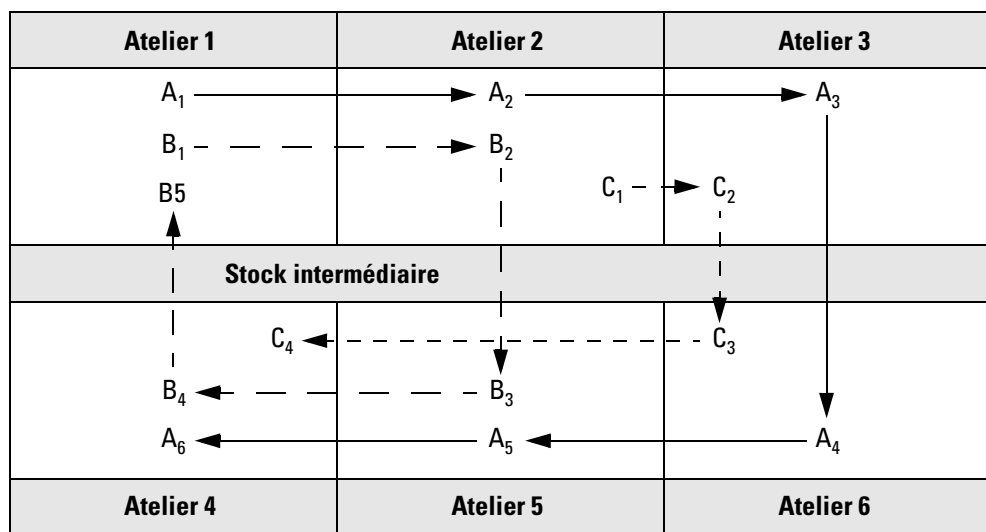 Atelier 1 Atelier 2 Atelier 3
A₁ A₂ A₃
B₁ B₂
B5 C₁ C₂
Stock intermédiaire
C₄ C₃
B₄ B₃
A₆ A₅ A₄
Atelier 4 Atelier 5 Atelier 6